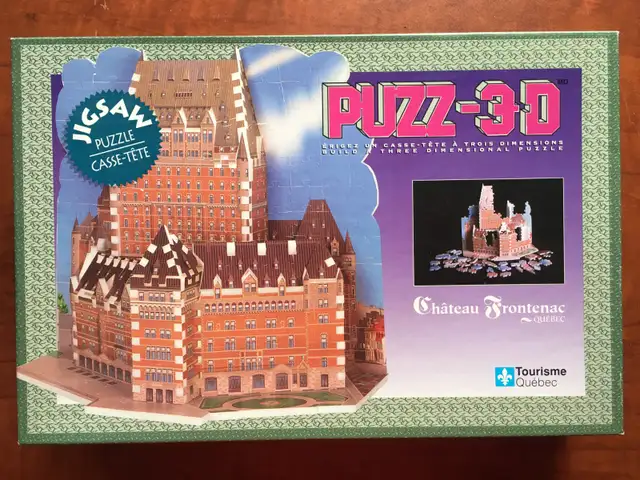 JIGSAW
PUZZLE
CASSE-TÊTE
PUZZ-3-D
ÉRIGEZ UN CASSE-TÊTE À TROIS DIMENSIONS
BUILD A THREE DIMENSIONAL PUZZLE
Château Frontenac
QUÉBEC
Tourisme
Québec